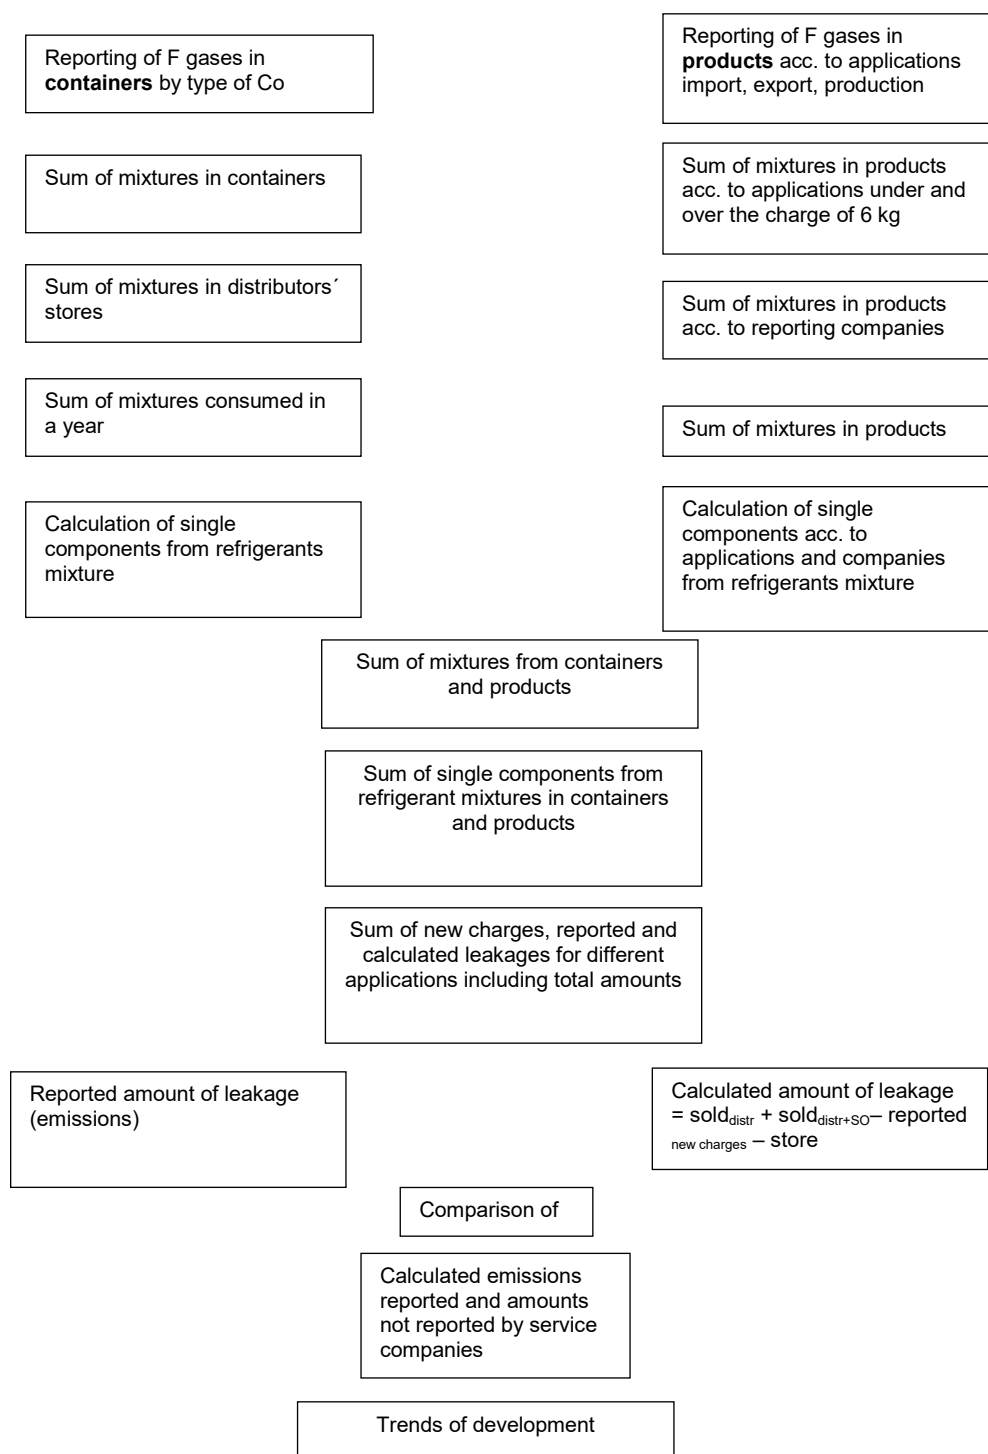 Reporting of F gases in
containers by type of Co
Reporting of F gases in
products acc. to applications
import, export, production
Sum of mixtures in containers
Sum of mixtures in products
acc. to applications under and
over the charge of 6 kg
Sum of mixtures in distributors´
stores
Sum of mixtures in products
acc. to reporting companies
Sum of mixtures consumed in
a year
Sum of mixtures in products
Calculation of single
components from refrigerants
mixture
Calculation of single
components acc. to
applications and companies
from refrigerants mixture
Sum of mixtures from containers
and products
Sum of single components from
refrigerant mixtures in containers
and products
Sum of new charges, reported and
calculated leakages for different
applications including total amounts
Reported amount of leakage
(emissions)
Calculated amount of leakage
= sold distr + sold distr+SO– reported
new charges – store
Comparison of
Calculated emissions
reported and amounts
not reported by service
companies
Trends of development